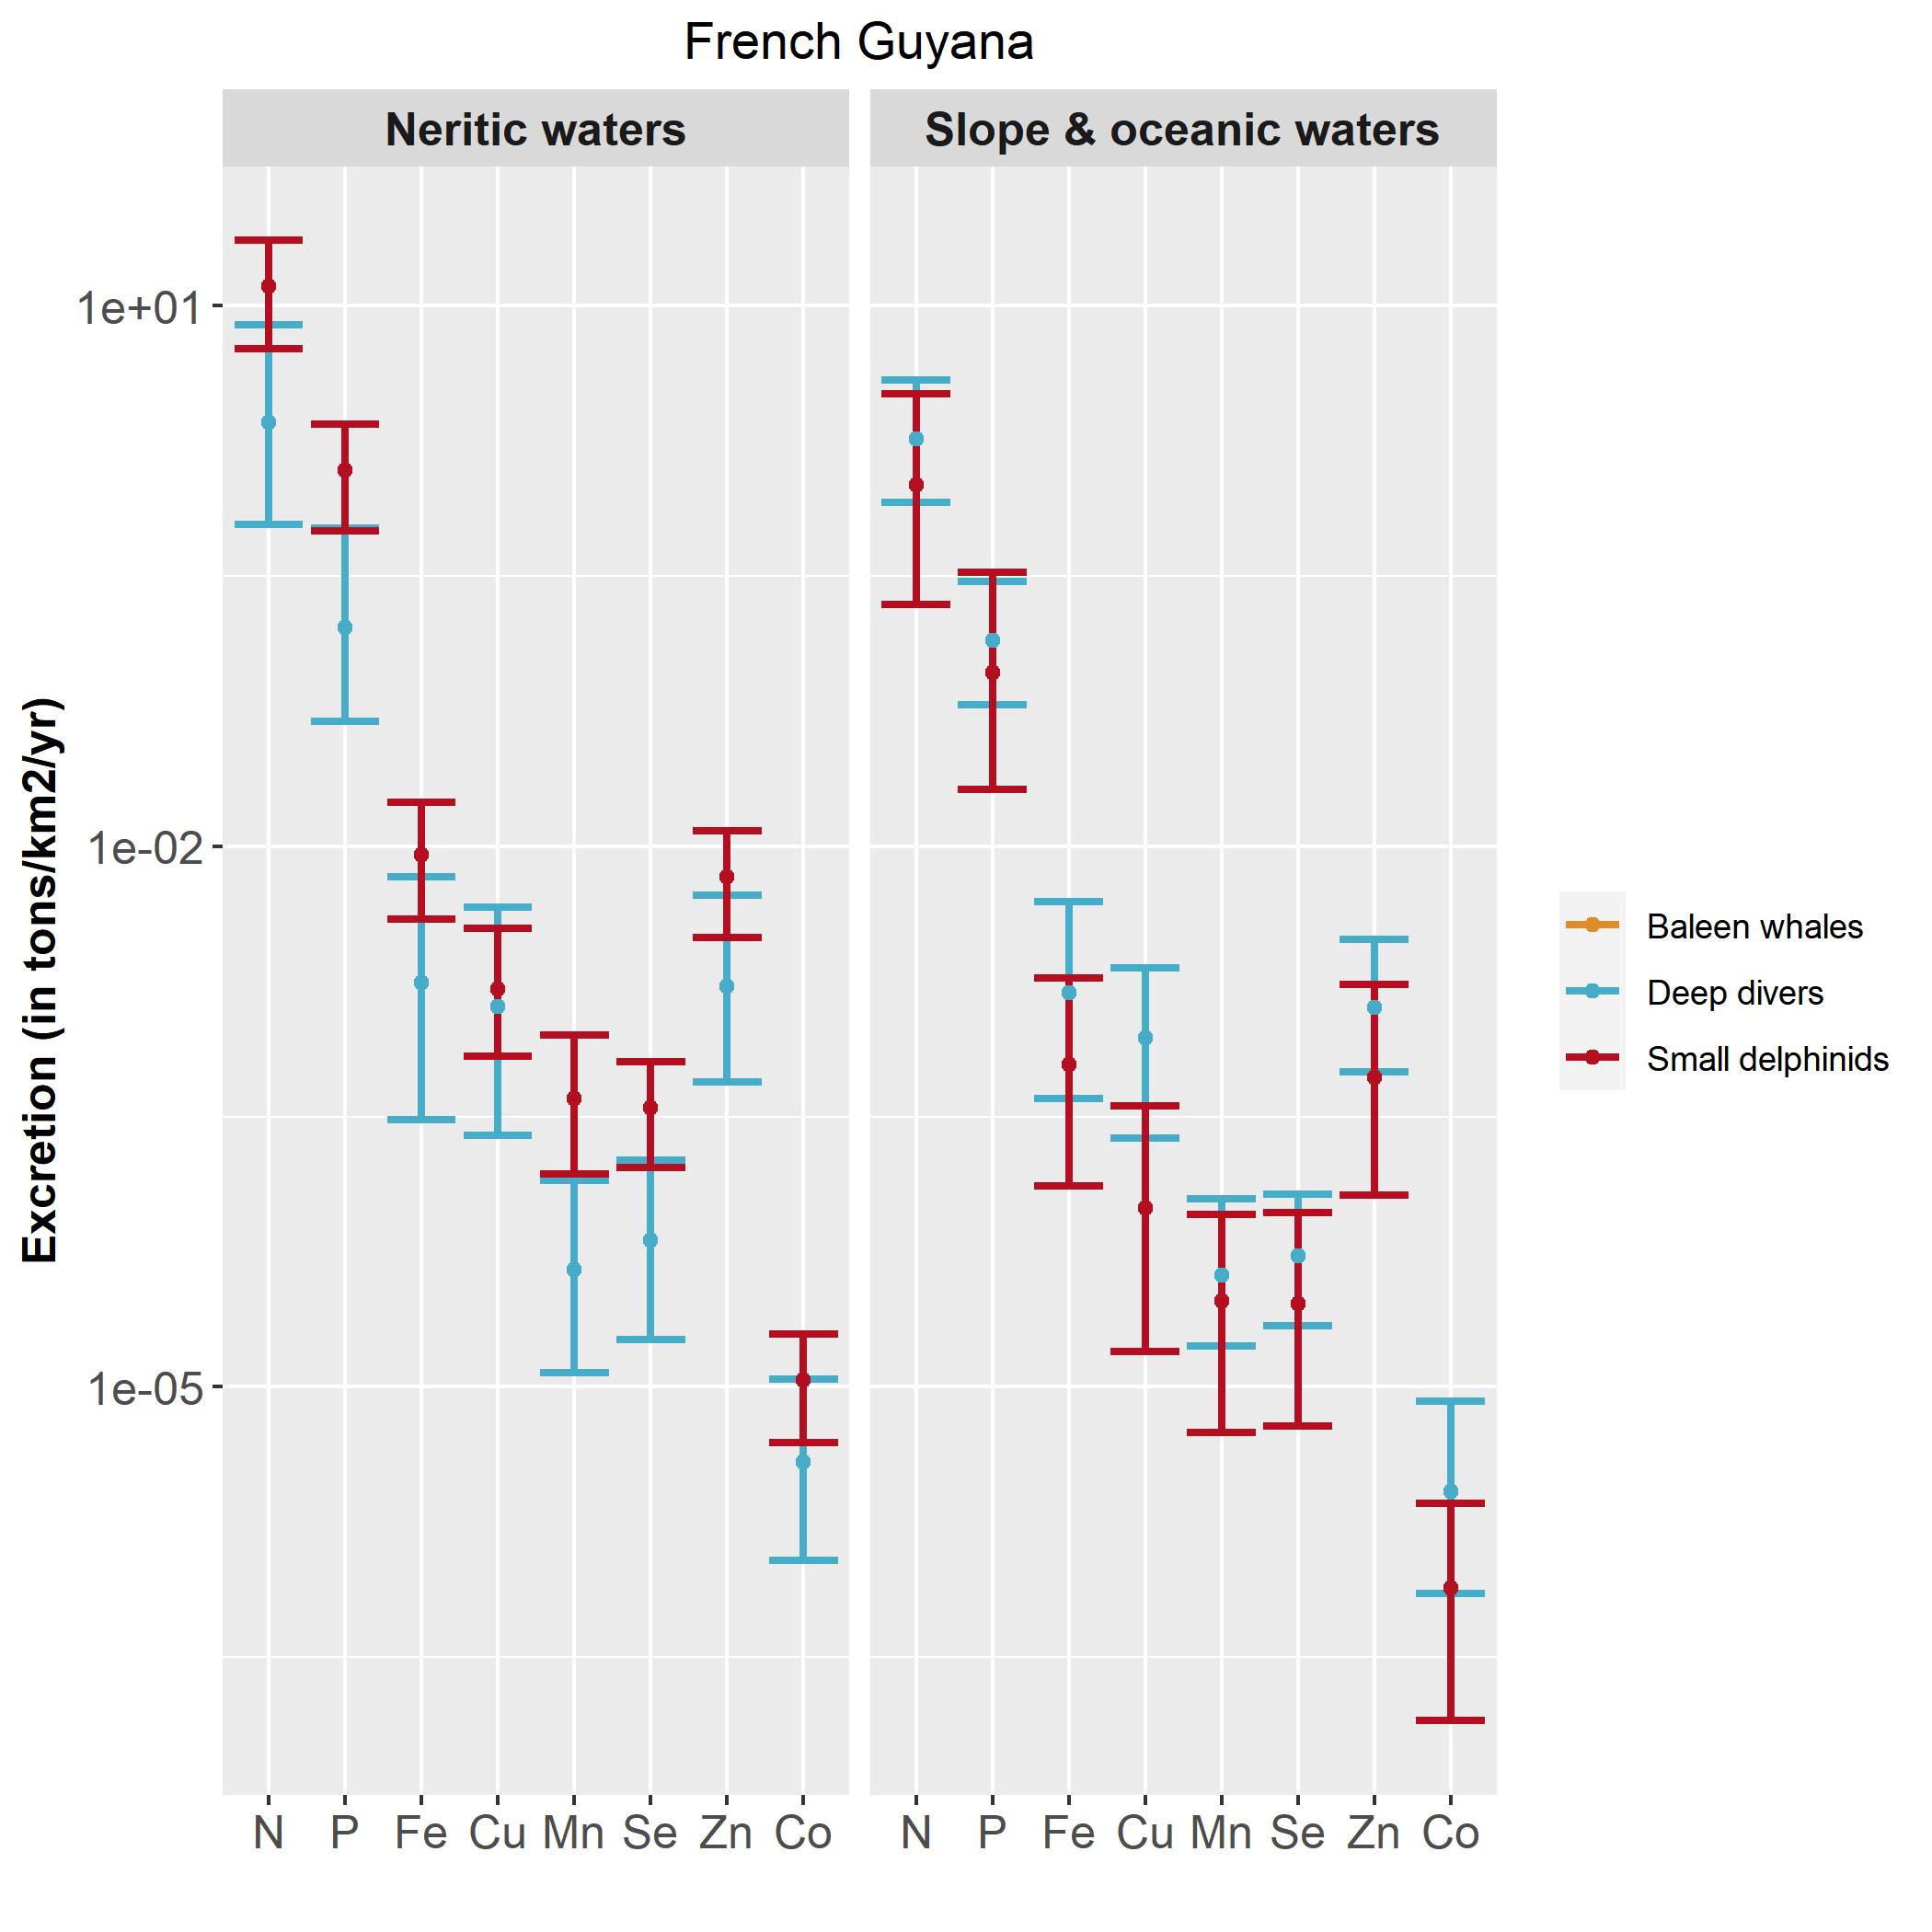 French Guyana
Neritic waters
Slope & oceanic waters
1e+01
1e-02
1e-05
Excretion (in tons/km2/yr)
N P Fe Cu Mn Se Zn Co
N P Fe Cu Mn Se Zn Co
Baleen whales
Deep divers
Small delphinids